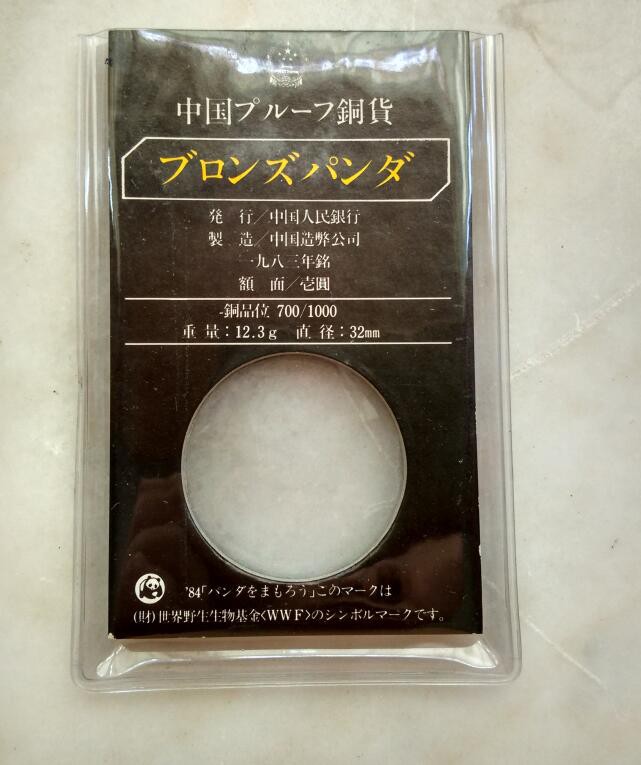 中国プルーフ銅貨
ブロンズパンダ
発 行／中国人民銀行
製 造／中国造幣公司
一九八三年銘
額 面／壱圓
-銅品位 700/1000
重 量：12.3g 直 径：32mm
'84「パンダをまもろう」このマークは
(財)世界野生生物基金〈WWF〉のシンボルマークです。